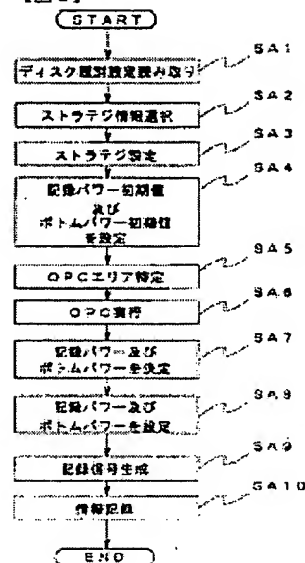 START
SA1
ディスク種別設定読み取り
SA2
ストラテジ情報選択
SA3
ストラテジ設定
SA4
記録パワー初期値
及び
ボトムパワー初期値
を設定
SA5
OPCエリア特定
SA6
OPC実行
SA7
記録パワー及び
ボトムパワーを決定
SA8
記録パワー及び
ボトムパワーを設定
SA9
記録信号生成
SA10
情報記録
END